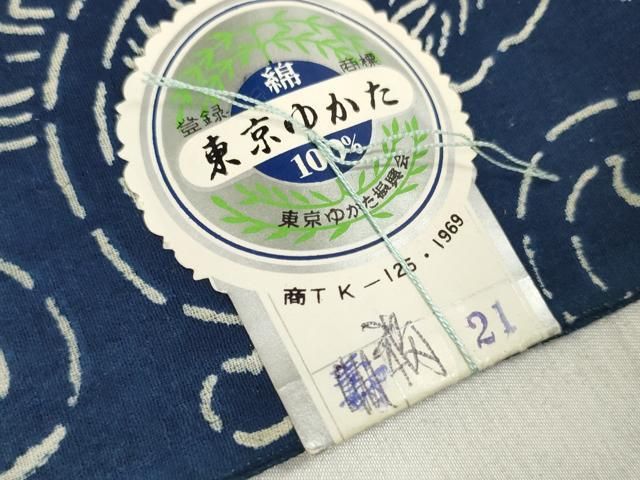 綿
登録 商標
東京ゆかた
100%
東京ゆかた振興会
商TK-125・1969
21